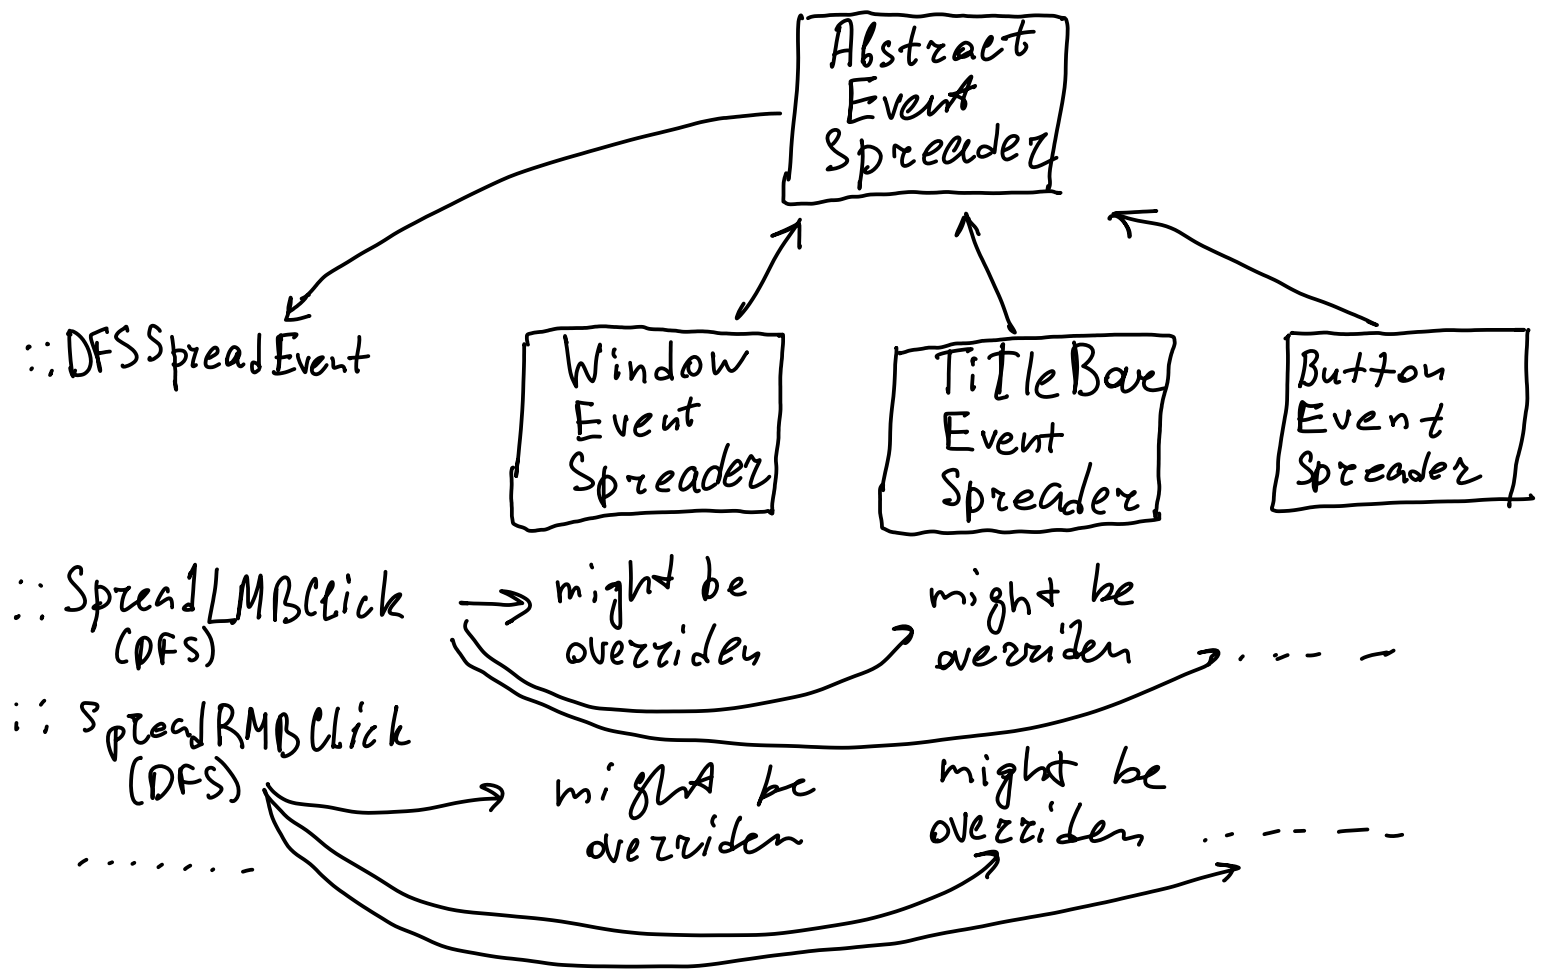 Abstract
Event
Spreader
::DFSSpreadEvent
Window
Event
Spreader
TitleBar
Event
Spreader
Button
Event
Spreader
::SpreadLMBClick
(DFS)
might be
overriden
might be
overriden
::spreadRMBClick
(DFS)
might be
overriden
might be
overriden